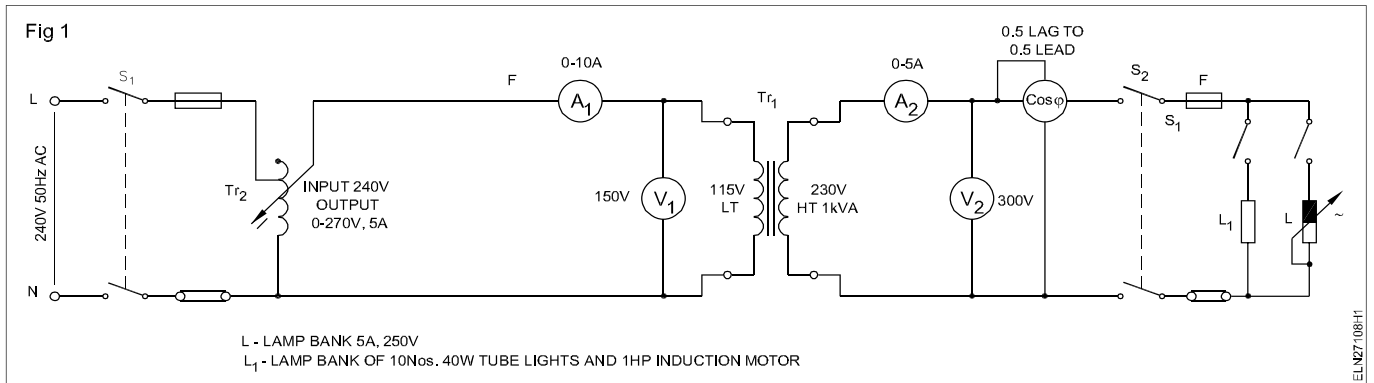 Fig 1
0.5 LAG TO
0.5 LEAD
0-10A
0-5A
S1
F
L
A1
Tr1
A2
Cosφ
S2
F
S1
240V 50Hz AC
Tr2
INPUT 240V
OUTPUT
0-270V, 5A
150V
V1
115V
LT
230V
HT 1kVA
V2
300V
L1
L
~
N
L - LAMP BANK 5A, 250V
L1 - LAMP BANK OF 10Nos. 40W TUBE LIGHTS AND 1HP INDUCTION MOTOR
ELN27108H1